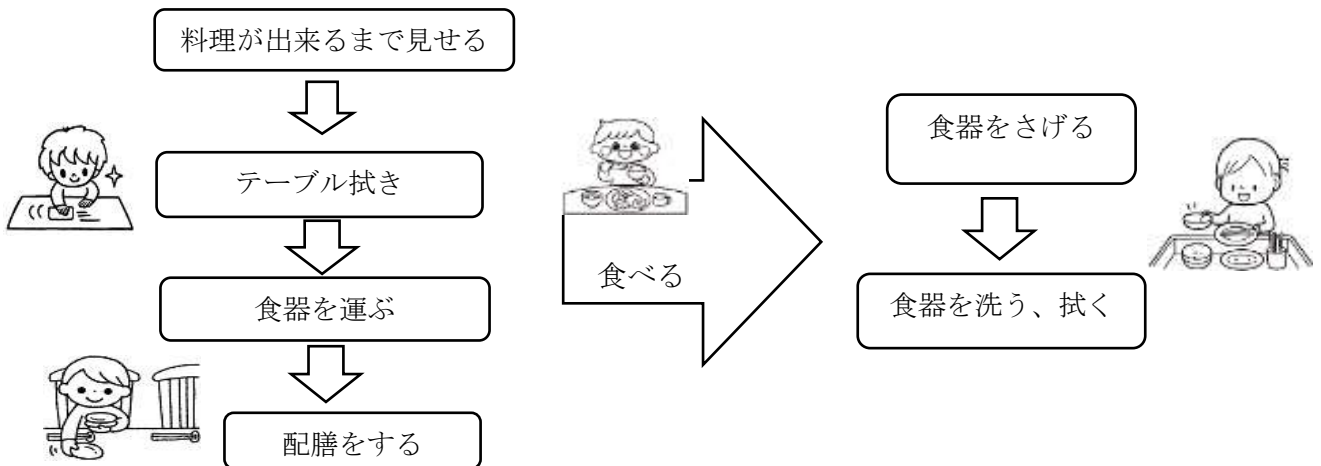 料理が出来るまで見せる
テーブル拭き
食器を運ぶ
配膳をする
食べる
食器をさげる
食器を洗う、拭く